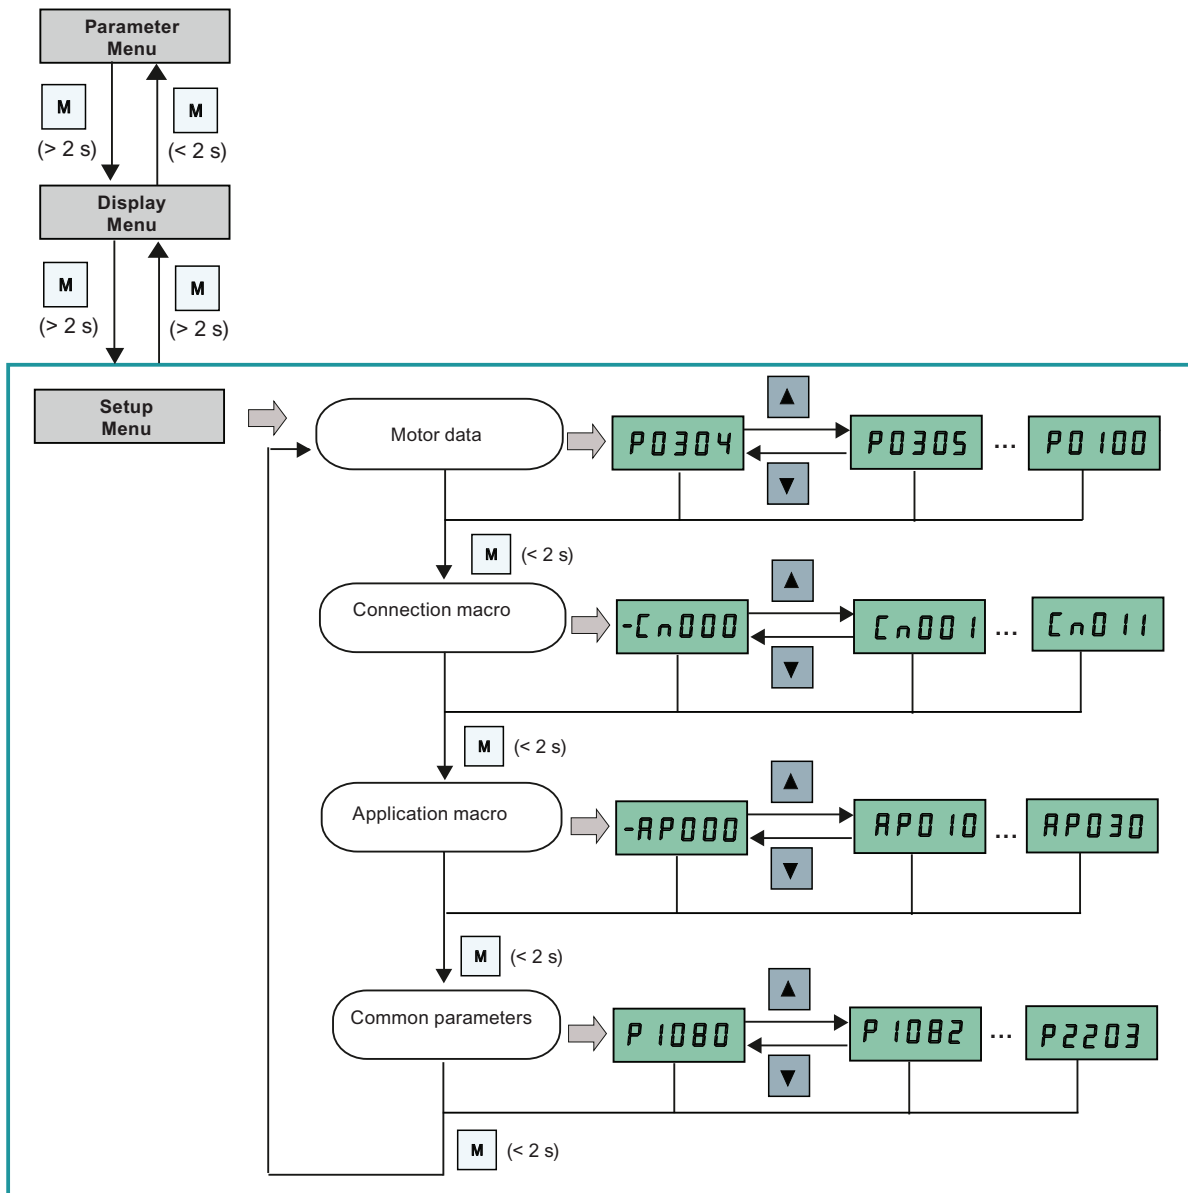 Parameter
Menu
M
M
(> 2 s)
(< 2 s)
Display
Menu
M
M
(> 2 s)
(> 2 s)
Setup
Menu
Motor data
P0304
P0305
...
P0100
M (< 2 s)
Connection macro
-Cn000
Cn001
...
Cn011
M (< 2 s)
Application macro
-AP000
AP010
...
AP030
M (< 2 s)
Common parameters
P1080
P1082
...
P2203
M (< 2 s)